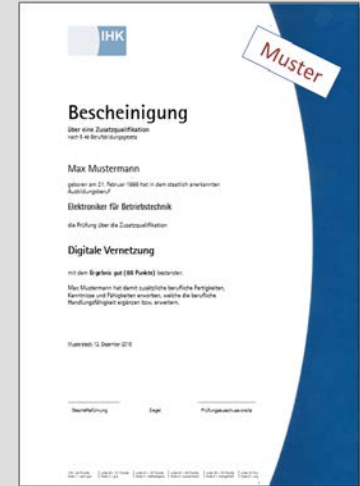 IHK
Muster
Bescheinigung
über eine Zusatzqualifikation
Max Mustermann
geboren am 21. Februar 1998 hat in dem staatlich anerkannten
Ausbildungsberuf
Elektroniker für Betriebstechnik
die Prüfung über die Zusatzqualifikation
Digitale Vernetzung
mit dem Ergebnis gut (86 Punkte) bestanden.
Max Mustermann hat damit zusätzliche berufliche Fertigkeiten,
Kenntnisse und Fähigkeiten erworben, welche die berufliche
Handlungsfähigkeit ergänzen bzw. erweitern.
Geschäftsführung Siegel Prüfungsausschussvorsitz